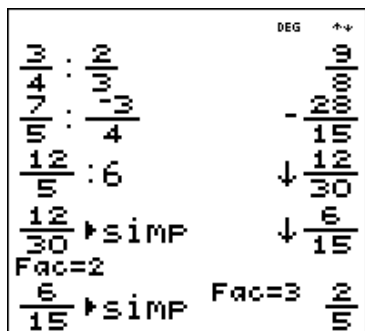 DEG ↑↓
3/4 : 2/3 9/8
7/5 : -3/4 -28/15
12/5 :6 ↓12/30
12/30 ▸simp ↓6/15
Fac=2
6/15 ▸simp Fac=3 2/5